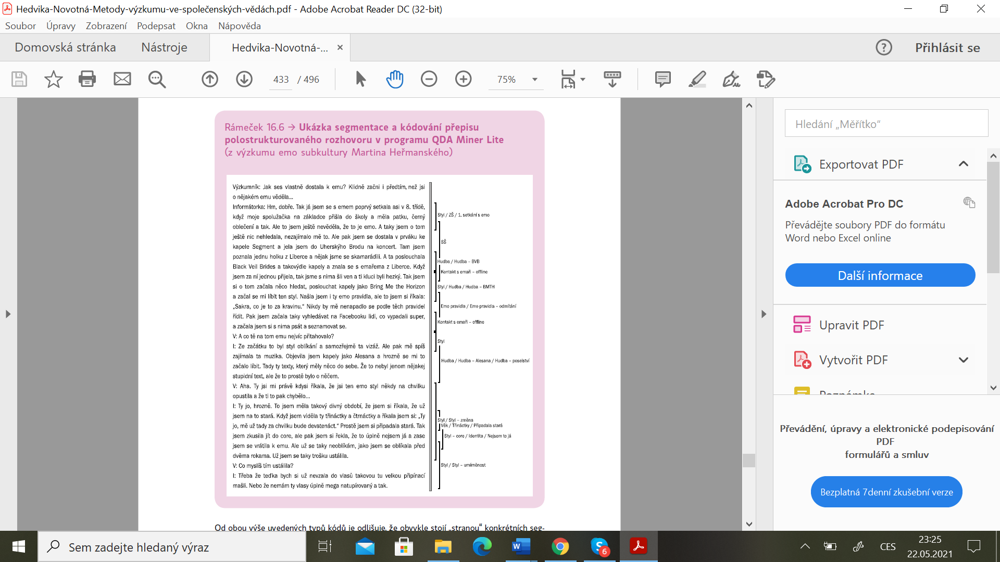 Hedvika-Novotná-Metody-výzkumu-ve-společenských-vědách.pdf - Adobe Acrobat Reader DC (32-bit)
Soubor Úpravy Zobrazení Podepsat Okna Nápověda
Domovská stránka Nástroje Hedvika-Novotná-... × Přihlásit se
433 / 496 75%
Rámeček 16.6 → Ukázka segmentace a kódování přepisu
polostrukturovaného rozhovoru v programu QDA Miner Lite
(z výzkumu emo subkultury Martina Heřmanského)
Výzkumník: Jak ses vlastně dostala k emu? Klidně začni i předtím, než jsi
o nějakém emu věděla...
Informátorka: Hm, dobře. Tak já jsem se s emem poprvý setkala asi v 8. třídě,
když moje spolužačka na základce přišla do školy a měla patku, černý
oblečení a tak. Ale to jsem ještě nevěděla, že to je emo. A taky jsem o tom
ještě nic nehledala, nezajímalo mě to. Ale pak jsem se dostala v prváku ke
kapele Segment a jela jsem do Uherskýho Brodu na koncert. Tam jsem
poznala jednu holku z Liberce a nějak jsme se skamarádili. A ta poslouchala
Black Veil Brides a takovýdle kapely a znala se s emařema z Liberce. Když
jsem za ní jednou přijela, tak jsme s nima šli ven a ti kluci byli hezký. Tak jsem
si o tom začala něco hledat, poslouchat kapely jako Bring Me the Horizon
a začal se mi líbit ten styl. Našla jsem i ty emo pravidla, ale to jsem si říkala:
„Sakra, co je to za kravinu.“ Nikdy by mě nenapadlo se podle těch pravidel
řídit. Pak jsem začala taky vyhledávat na Facebooku lidi, co vypadali super,
a začala jsem si s nima psát a seznamovat se.
V: A co tě na tom emu nejvíc přitahovalo?
I: Ze začátku to byl styl oblíkání a samozřejmě ta vizáž. Ale pak mě spíš
zajímala ta muzika. Objevila jsem kapely jako Alesana a hrozně se mi to
začalo líbit. Tady ty texty, který měly něco do sebe. Že to nebyl jenom nějakej
stupidní text, ale že to prostě bylo o něčem.
V: Aha. Ty jsi mi právě kdysi říkala, že jsi ten emo styl někdy na chvilku
opustila a že ti to pak chybělo...
I: Ty jo, hrozně. To jsem měla takový divný období, že jsem si říkala, že už
jsem na to stará. Když jsem viděla ty třináctky a čtrnáctky a říkala jsem si: „Ty
jo, mě už tady za chvilku bude devatenáct.“ Prostě jsem si připadala stará. Tak
jsem zkusila jít do core, ale pak jsem si řekla, že to úplně nejsem já a zase
jsem se vrátila k emu. Ale už se taky neoblíkám, jako jsem se oblíkala před
dvěma rokama. Už jsem se taky trošku ustálila.
V: Co myslíš tím ustálila?
I: Třeba že teďka bych si už nevzala do vlasů takovou tu velkou připínací
mašli. Nebo že nemám ty vlasy úplně mega natupírovaný a tak.
Styl / ZŠ / 1. setkání s emo
SŠ
Hudba / Hudba – BVB
Kontakt s emaři – offline
Styl / Hudba / Hudba – BMTH
Emo pravidla / Emo pravidla – odmítání
Kontakt s emaři – offline
Styl
Hudba / Hudba – Alesana / Hudba – poselství
Styl / Styl – změna
Věk / Třináctky / Připadala stará
Styl – core / Identita / Nejsem to já
Styl / Styl – umírněnost
Od obou výše uvedených typů kódů je odlišuje, že obvykle stojí „stranou“ konkrétních seg-
Hledání „Měřítko“
Exportovat PDF
Adobe Acrobat Pro DC
Převádějte soubory PDF do formátu
Word nebo Excel online
Další informace
Upravit PDF
Vytvořit PDF
Poznámka
Převádění, úpravy a elektronické podepisování
PDF
formulářů a smluv
Bezplatná 7denní zkušební verze
Sem zadejte hledaný výraz
6
CES
23:25
22.05.2021